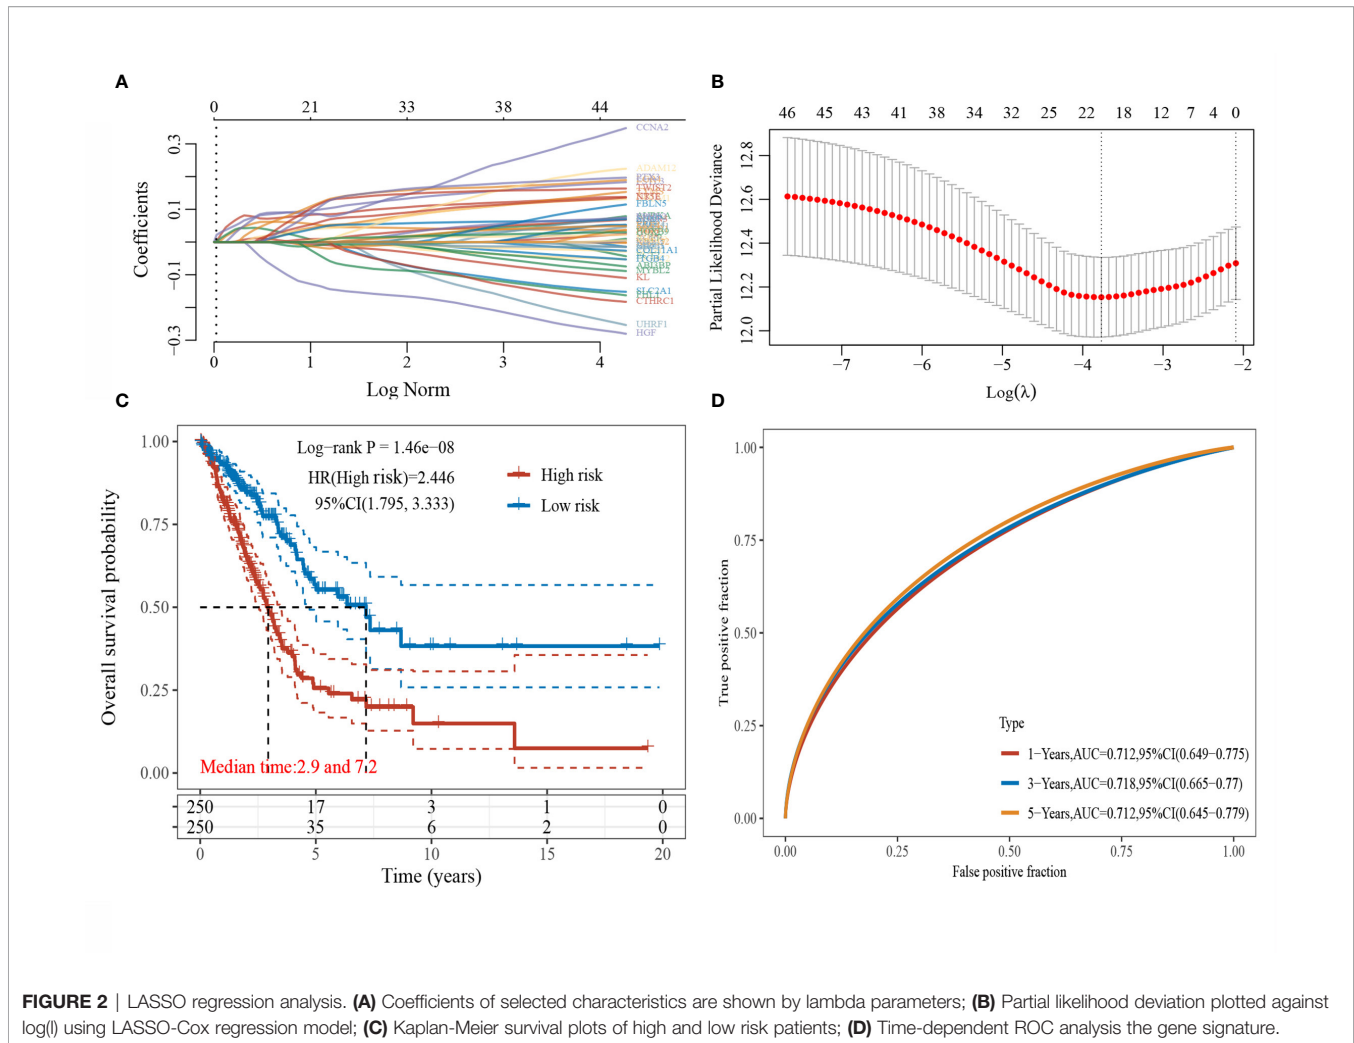 A
0 21 33 38 44
0.3
0.1
−0.1
−0.3
Coefficients
0 1 2 3 4
Log Norm
CCNA2
ADAM12
PTX3
TWIST2
NT5E
FBLN5
COL11A1
ITGB4
ABI3BP
MYBL2
KL
SLC2A1
CTHRC1
UHRF1
HGF
B
46 45 43 41 38 34 32 25 22 18 12 7 4 0
12.8
12.6
12.4
12.2
12.0
Partial Likelihood Deviance
−7 −6 −5 −4 −3 −2
Log(λ)
C
1.00
0.75
0.50
0.25
0.00
Overall survival probability
Log−rank P = 1.46e−08
HR(High risk)=2.446
95%CI(1.795, 3.333)
High risk
Low risk
Median time:2.9 and 7.2
250 17 3 1 0
250 35 6 2 0
0 5 10 15 20
Time (years)
D
1.00
0.75
0.50
0.25
0.00
True positive fraction
Type
1−Years,AUC=0.712,95%CI(0.649−0.775)
3−Years,AUC=0.718,95%CI(0.665−0.77)
5−Years,AUC=0.712,95%CI(0.645−0.779)
0.00 0.25 0.50 0.75 1.00
False positive fraction
FIGURE 2 | LASSO regression analysis. (A) Coefficients of selected characteristics are shown by lambda parameters; (B) Partial likelihood deviation plotted against
log(l) using LASSO-Cox regression model; (C) Kaplan-Meier survival plots of high and low risk patients; (D) Time-dependent ROC analysis the gene signature.